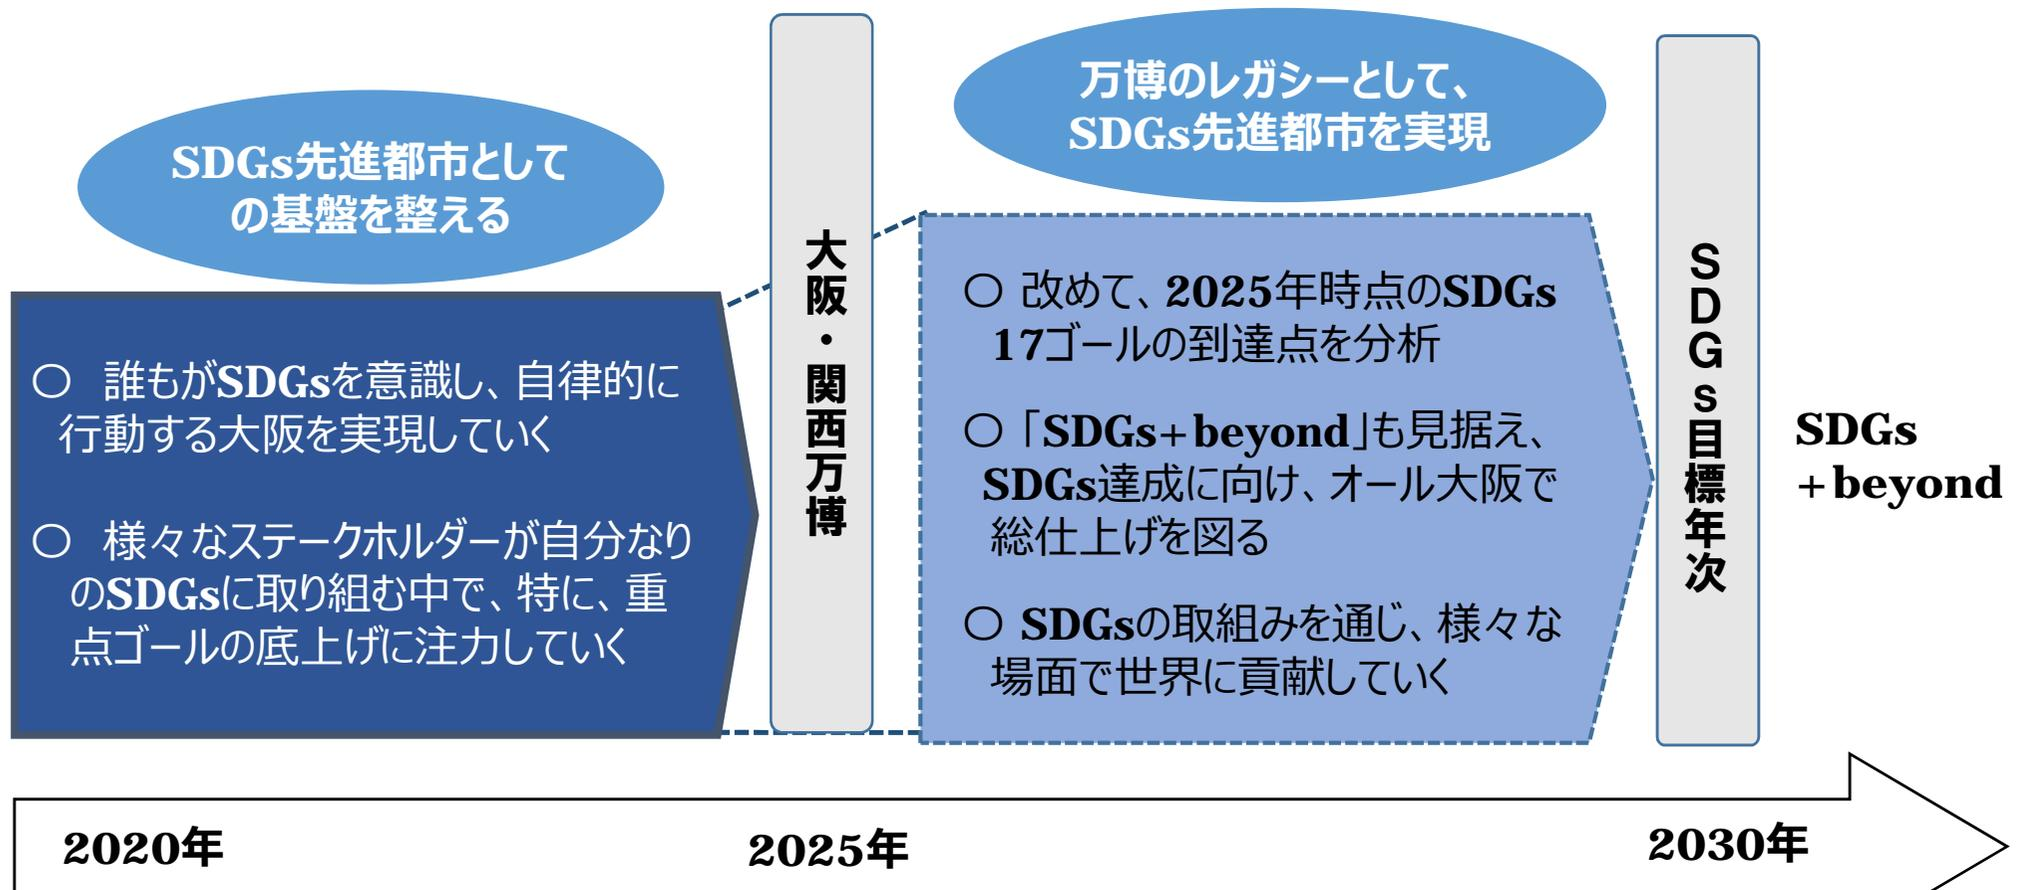 SDGs先進都市として
の基盤を整える
○　誰もがSDGsを意識し、自律的に
行動する大阪を実現していく
○　様々なステークホルダーが自分なり
のSDGsに取り組む中で、特に、重
点ゴールの底上げに注力していく
大阪・関西万博
万博のレガシーとして、
SDGs先進都市を実現
○ 改めて、2025年時点のSDGs
17ゴールの到達点を分析
○「SDGs+beyond」も見据え、
SDGs達成に向け、オール大阪で
総仕上げを図る
○ SDGsの取組みを通じ、様々な
場面で世界に貢献していく
SDGs目標年次
SDGs
+beyond
2020年
2025年
2030年